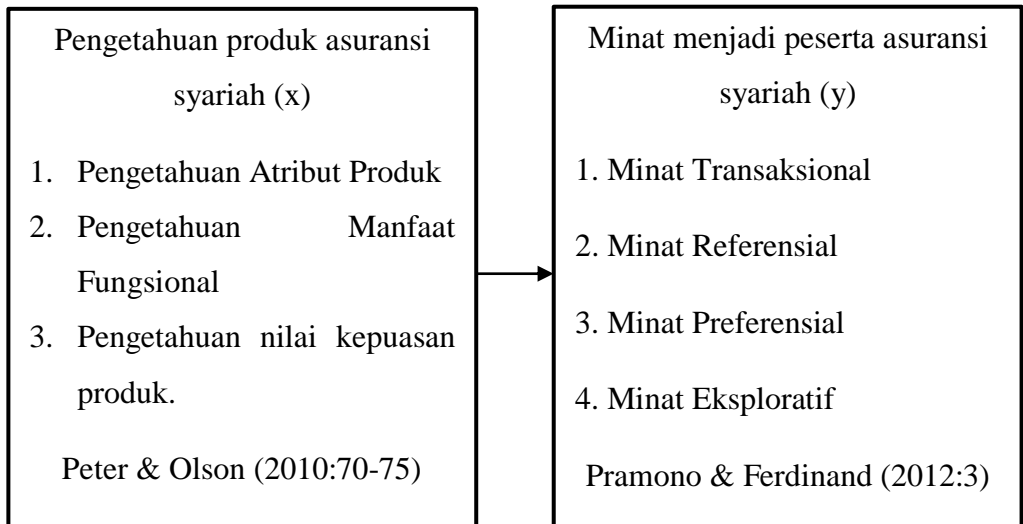 Pengetahuan produk asuransi
syariah (x)
1. Pengetahuan Atribut Produk
2. Pengetahuan Manfaat
Fungsional
3. Pengetahuan nilai kepuasan
produk.
Peter & Olson (2010:70-75)
Minat menjadi peserta asuransi
syariah (y)
1. Minat Transaksional
2. Minat Referensial
3. Minat Preferensial
4. Minat Eksploratif
Pramono & Ferdinand (2012:3)